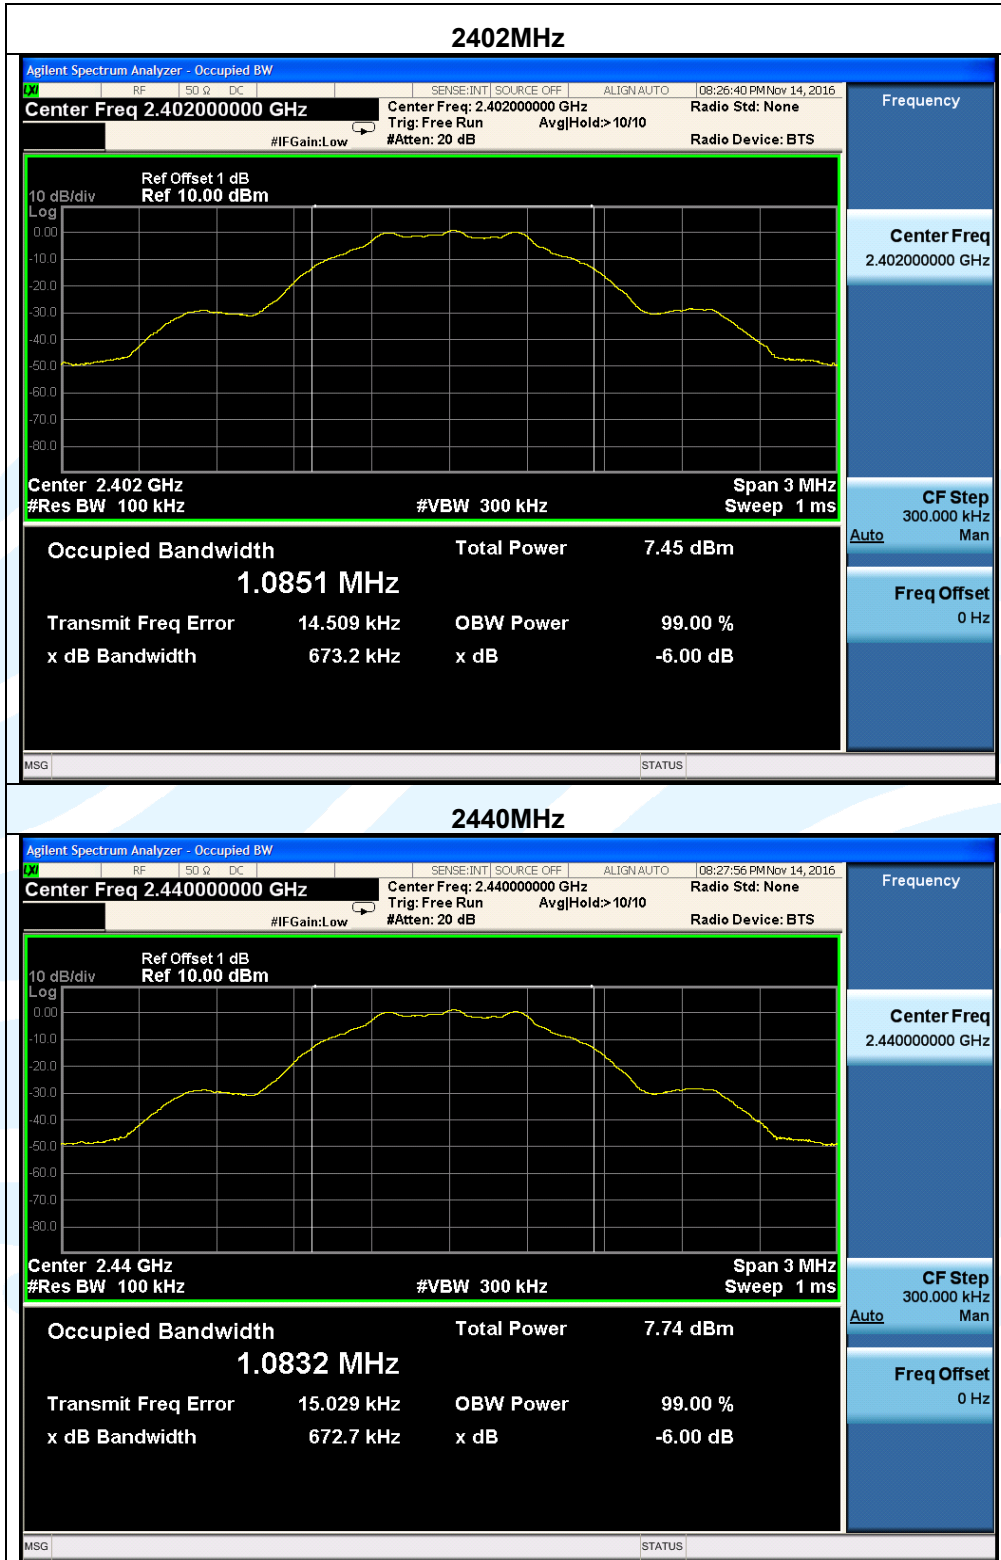 2402MHz
Agilent Spectrum Analyzer - Occupied BW
LXI RF 50 Ω DC SENSE:INT SOURCE OFF ALIGN AUTO 08:26:40 PM Nov 14, 2016
Center Freq 2.402000000 GHz
Center Freq: 2.402000000 GHz Radio Std: None
Trig: Free Run Avg|Hold:>10/10
#IFGain:Low #Atten: 20 dB Radio Device: BTS
Frequency
Ref Offset 1 dB
10 dB/div Ref 10.00 dBm
Log
0.00
-10.0
-20.0
-30.0
-40.0
-50.0
-60.0
-70.0
-80.0
Center 2.402 GHz Span 3 MHz
#Res BW 100 kHz #VBW 300 kHz Sweep 1 ms
Center Freq
2.402000000 GHz
CF Step
300.000 kHz
Auto Man
Freq Offset
0 Hz
Occupied Bandwidth Total Power 7.45 dBm
1.0851 MHz
Transmit Freq Error 14.509 kHz OBW Power 99.00 %
x dB Bandwidth 673.2 kHz x dB -6.00 dB
MSG STATUS
2440MHz
Agilent Spectrum Analyzer - Occupied BW
LXI RF 50 Ω DC SENSE:INT SOURCE OFF ALIGN AUTO 08:27:56 PM Nov 14, 2016
Center Freq 2.440000000 GHz
Center Freq: 2.440000000 GHz Radio Std: None
Trig: Free Run Avg|Hold:>10/10
#IFGain:Low #Atten: 20 dB Radio Device: BTS
Frequency
Ref Offset 1 dB
10 dB/div Ref 10.00 dBm
Log
0.00
-10.0
-20.0
-30.0
-40.0
-50.0
-60.0
-70.0
-80.0
Center 2.44 GHz Span 3 MHz
#Res BW 100 kHz #VBW 300 kHz Sweep 1 ms
Center Freq
2.440000000 GHz
CF Step
300.000 kHz
Auto Man
Freq Offset
0 Hz
Occupied Bandwidth Total Power 7.74 dBm
1.0832 MHz
Transmit Freq Error 15.029 kHz OBW Power 99.00 %
x dB Bandwidth 672.7 kHz x dB -6.00 dB
MSG STATUS